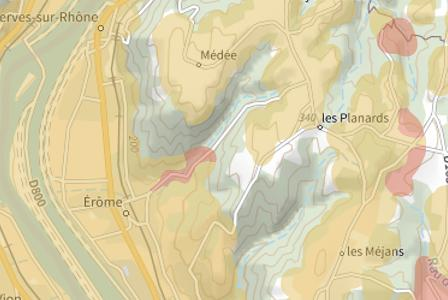 erves-sur-Rhône
Médée
340
les Planards
200
D800
Érôme
les Méjans